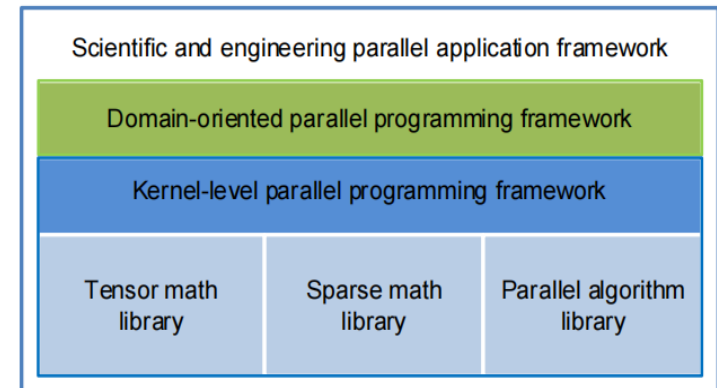 Scientific and engineering parallel application framework
Domain-oriented parallel programming framework
Kernel-level parallel programming framework
Tensor math
library
Sparse math
library
Parallel algorithm
library